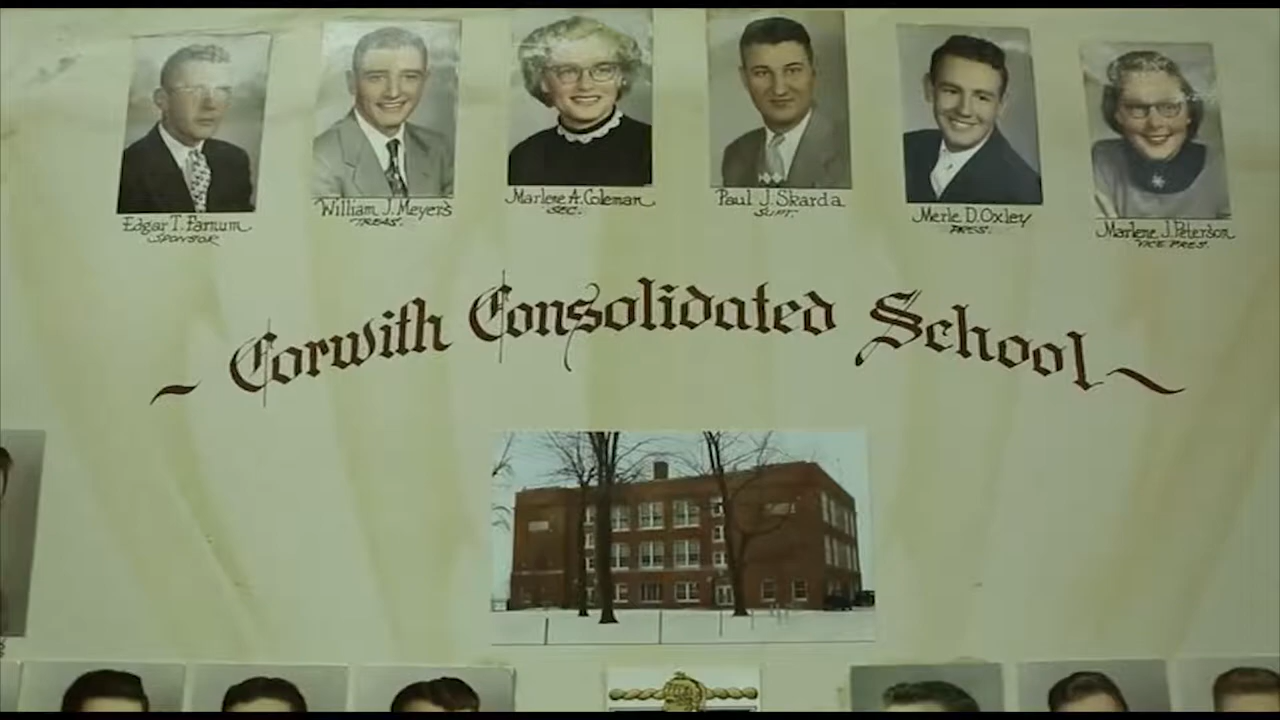 Edgar T. Farnum
SPONSOR
William J. Meyers
TREAS.
Marlene A. Coleman
SEC.
Paul J. Skarda
SUPT.
Merle D. Oxley
PRES.
Marlene J. Peterson
VICE PRES.
~ Corwith Consolidated School ~